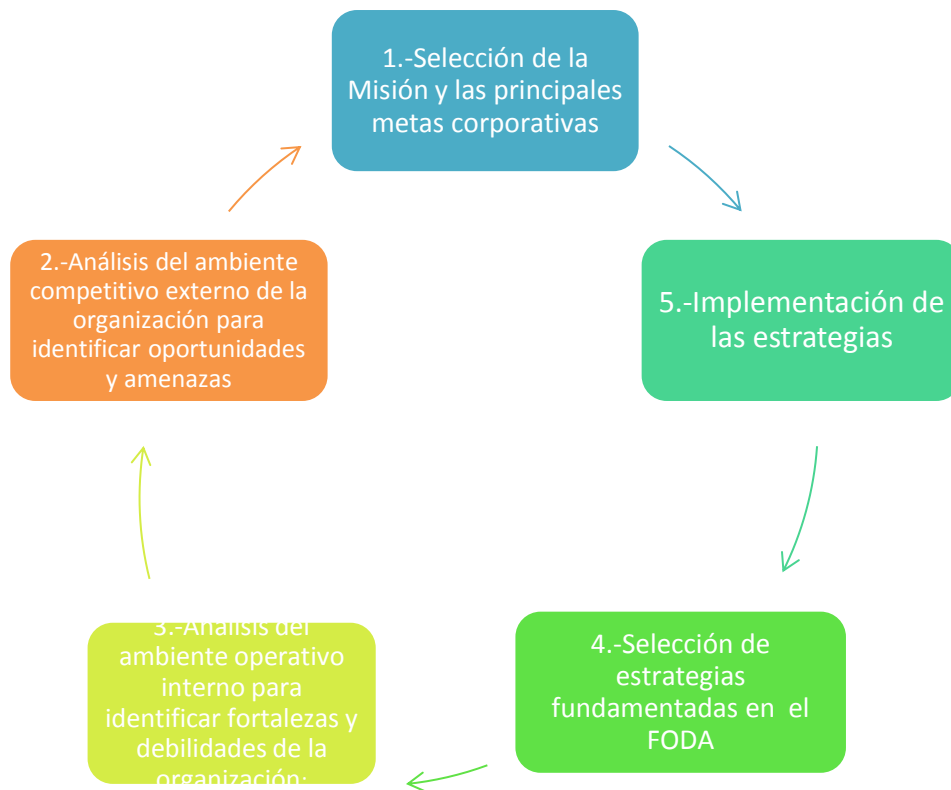 1.-Selección de la
Misión y las principales
metas corporativas
2.-Análisis del ambiente
competitivo externo de la
organización para
identificar oportunidades
y amenazas
5.-Implementación de
las estrategias
3.-Análisis del
ambiente operativo
interno para
identificar fortalezas y
debilidades de la
organización;
4.-Selección de
estrategias
fundamentadas en el
FODA